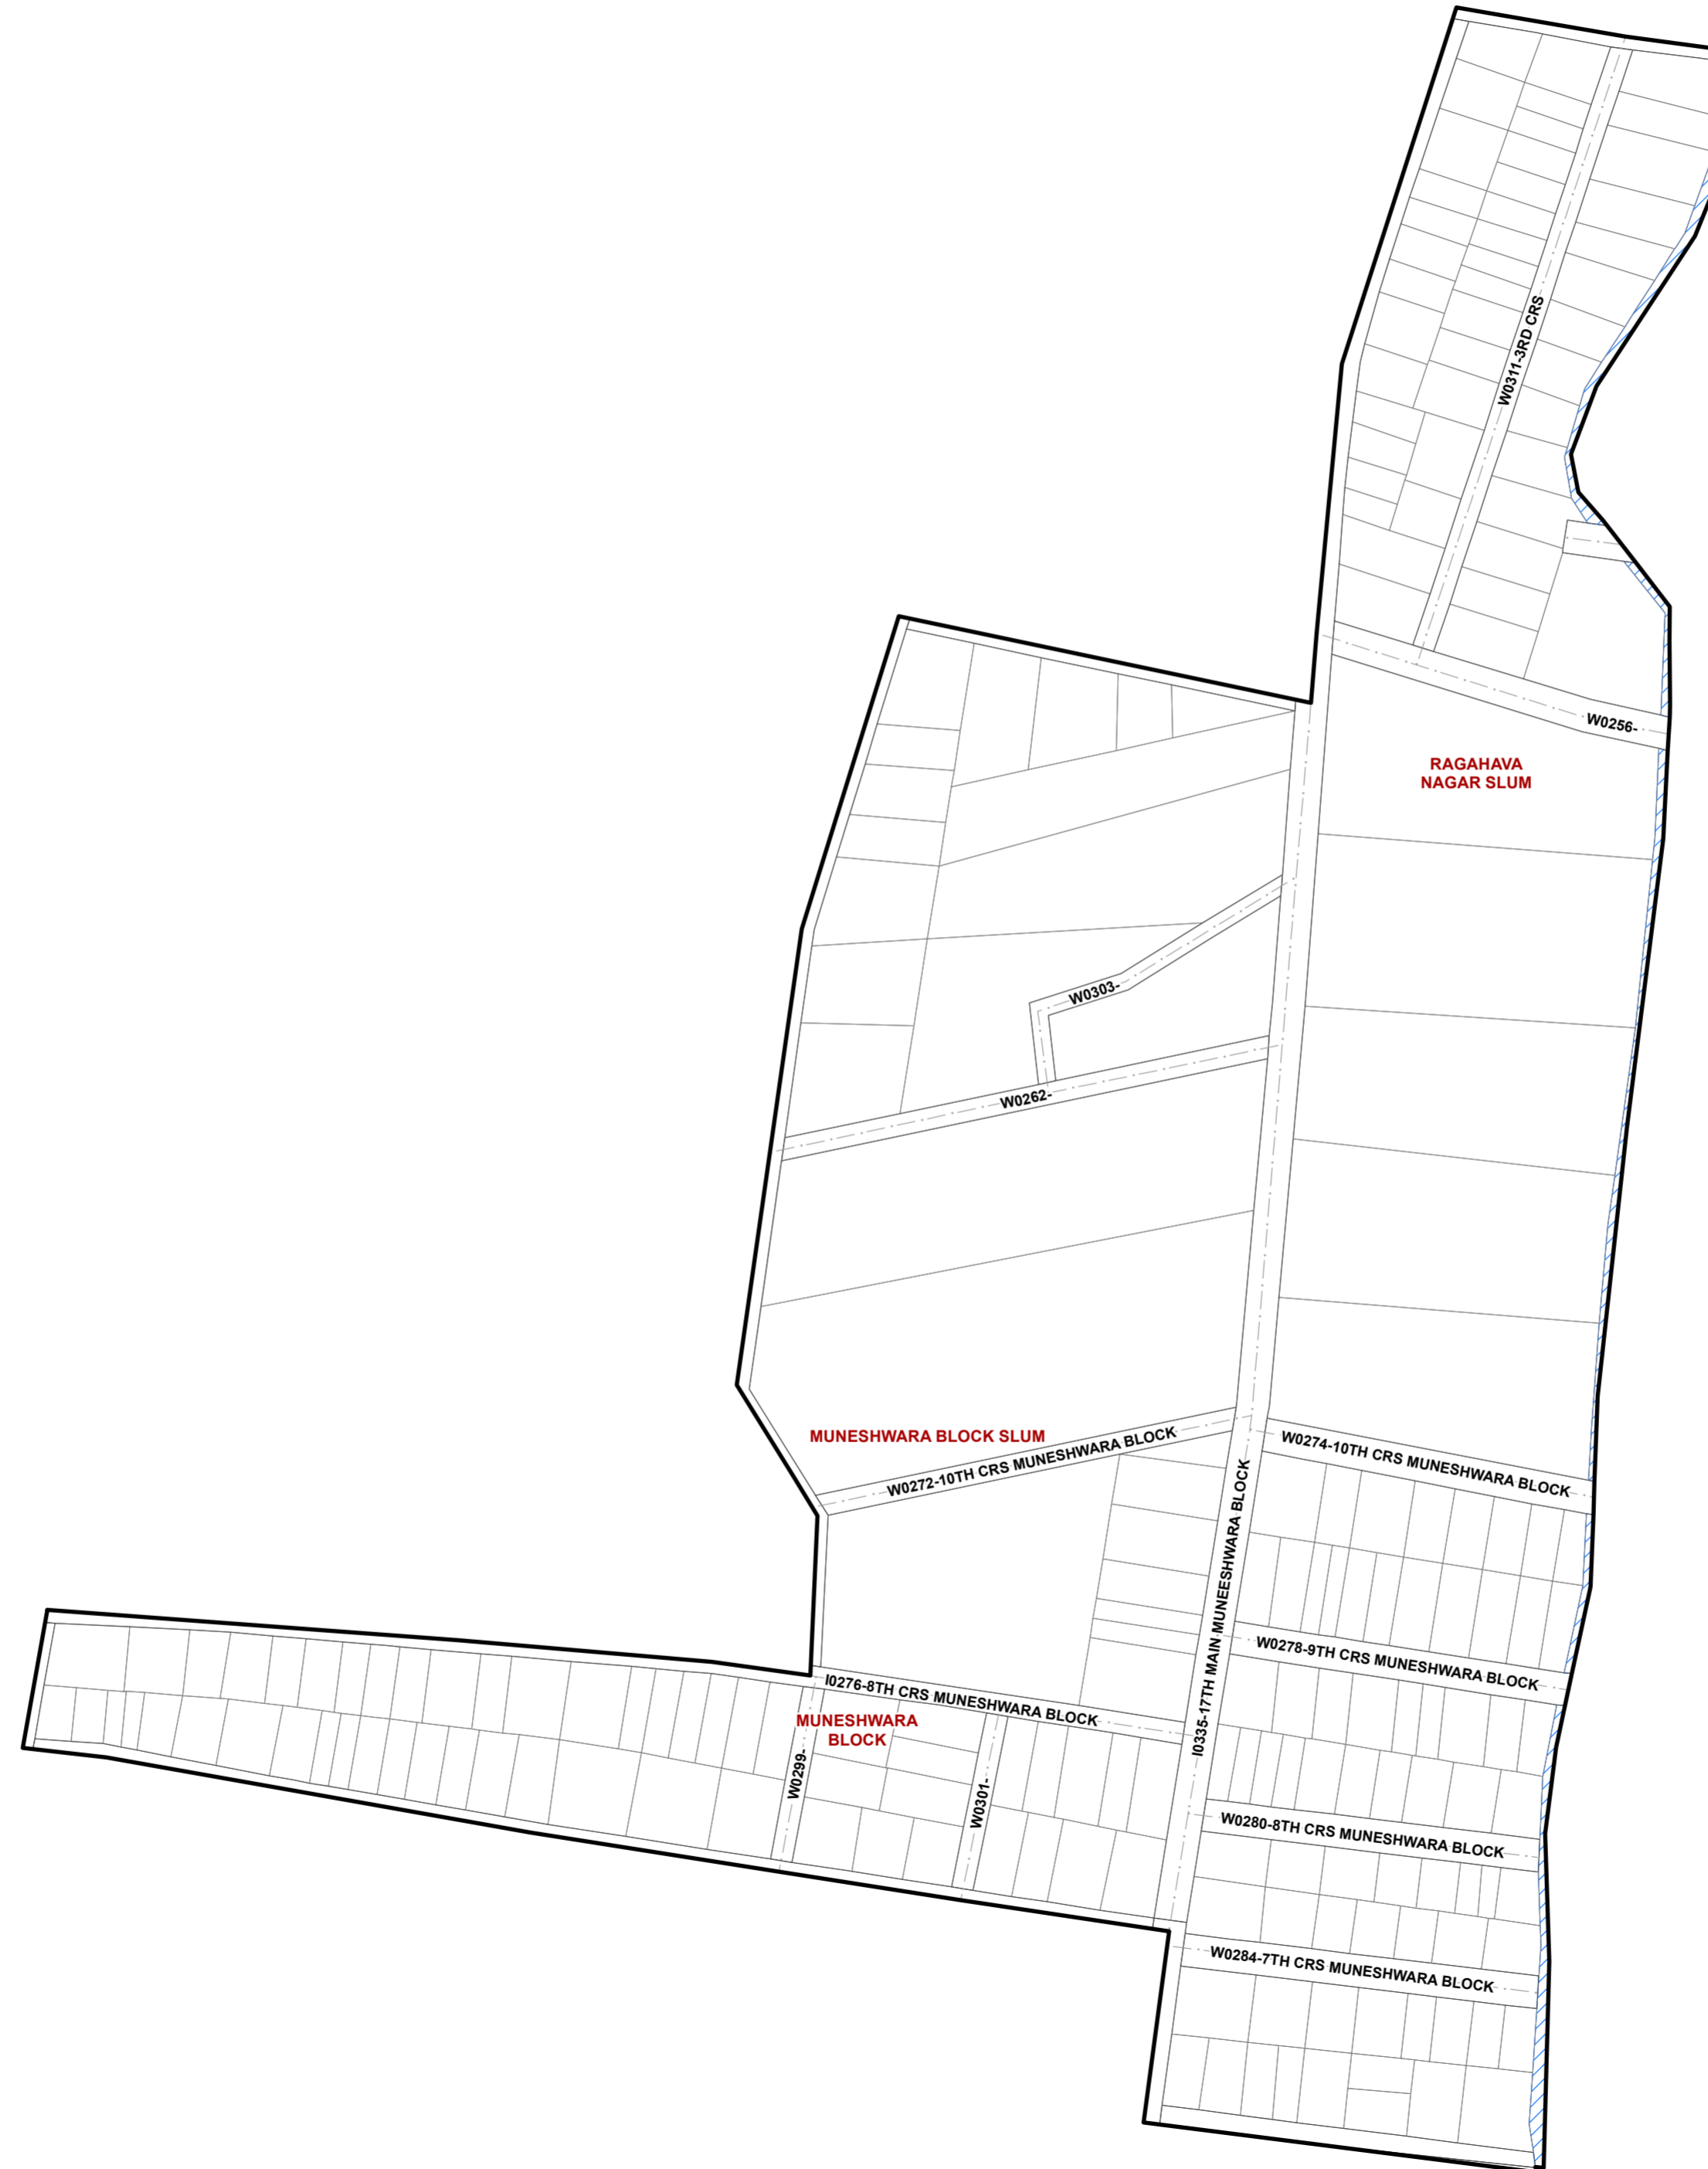 W0311-3RD CRS
W0256-
RAGAHAVA
NAGAR SLUM
W0303-
W0262-
MUNESHWARA BLOCK SLUM
W0272-10TH CRS MUNESHWARA BLOCK
W0274-10TH CRS MUNESHWARA BLOCK
I0335-17TH MAIN MUNEESHWARA BLOCK
W0278-9TH CRS MUNESHWARA BLOCK
I0276-8TH CRS MUNESHWARA BLOCK
MUNESHWARA
BLOCK
W0299-
W0301-
W0280-8TH CRS MUNESHWARA BLOCK
W0284-7TH CRS MUNESHWARA BLOCK